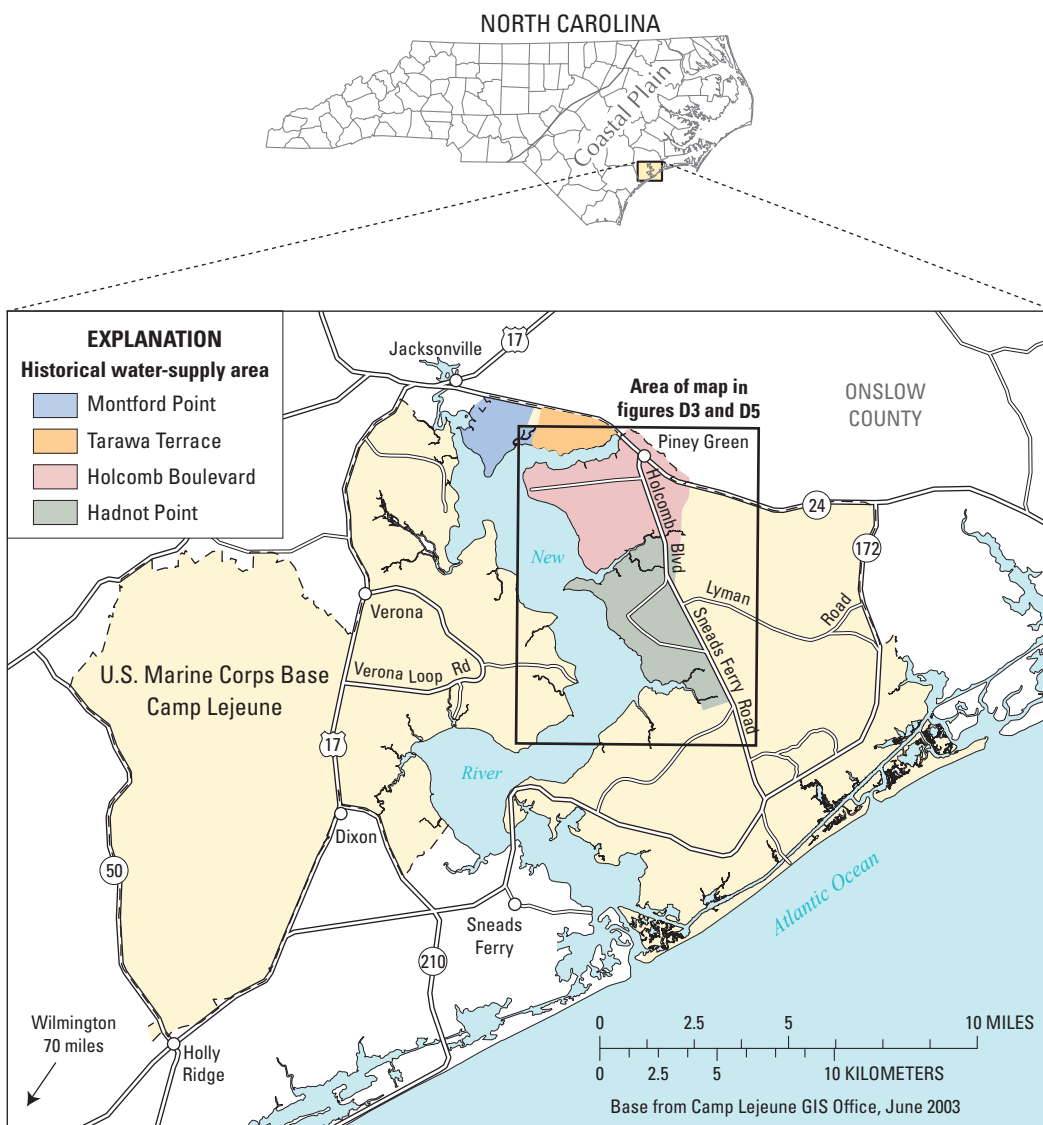 NORTH CAROLINA
Coastal Plain
EXPLANATION
Historical water-supply area
Montford Point
Tarawa Terrace
Holcomb Boulevard
Hadnot Point
Jacksonville
17
Area of map in
figures D3 and D5
ONSLOW
COUNTY
Piney Green
24
172
Holcomb Blvd
New
Lyman Road
Verona
Sneads Ferry Road
Verona Loop Rd
U.S. Marine Corps Base
Camp Lejeune
17
River
Dixon
50
Sneads
Ferry
Atlantic Ocean
210
Wilmington
70 miles
Holly
Ridge
0 2.5 5 10 MILES
0 2.5 5 10 KILOMETERS
Base from Camp Lejeune GIS Office, June 2003